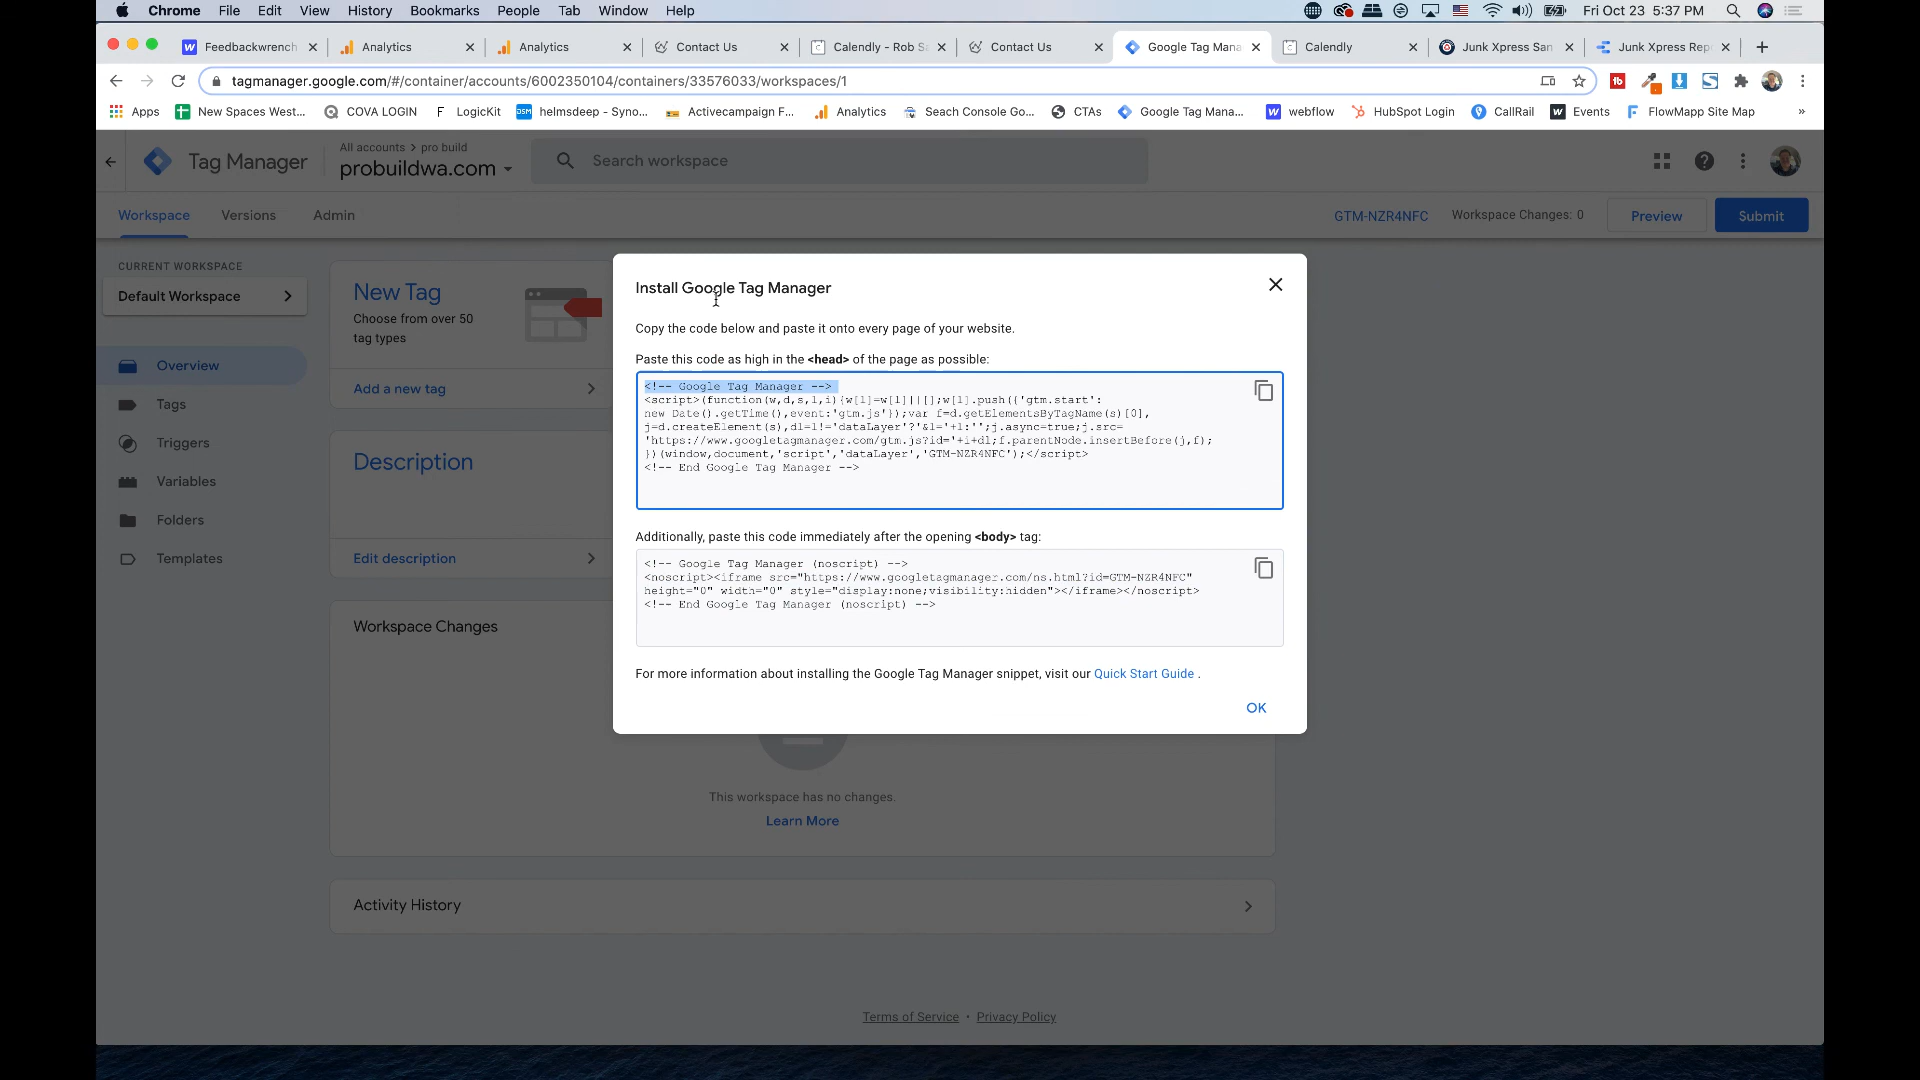 Chrome File Edit View History Bookmarks People Tab Window Help Fri Oct 23 5:37 PM
Feedbackwrench Analytics Analytics Contact Us Calendly - Rob Sa Contact Us Google Tag Mana Calendly Junk Xpress San Junk Xpress Rep
tagmanager.google.com/#/container/accounts/6002350104/containers/33576033/workspaces/1
Apps New Spaces West... COVA LOGIN LogicKit helmsdeep - Syno... Activecampaign F... Analytics Seach Console Go... CTAs Google Tag Mana... webflow HubSpot Login CallRail Events FlowMapp Site Map »
All accounts > pro build
Tag Manager probuildwa.com Search workspace
Workspace Versions Admin GTM-NZR4NFC Workspace Changes: 0 Preview Submit
CURRENT WORKSPACE
Default Workspace
Overview
Tags
Triggers
Variables
Folders
Templates
New Tag
Choose from over 50
tag types
Add a new tag
Description
Edit description
Workspace Changes
Install Google Tag Manager
Copy the code below and paste it onto every page of your website.
Paste this code as high in the <head> of the page as possible:
<!-- Google Tag Manager -->
<script>(function(w,d,s,l,i){w[l]=w[l]||[];w[l].push({'gtm.start':
new Date().getTime(),event:'gtm.js'});var f=d.getElementsByTagName(s)[0],
j=d.createElement(s),dl=l!='dataLayer'?'&l='+l:'';j.async=true;j.src=
'https://www.googletagmanager.com/gtm.js?id='+i+dl;f.parentNode.insertBefore(j,f);
})(window,document,'script','dataLayer','GTM-NZR4NFC');</script>
<!-- End Google Tag Manager -->
Additionally, paste this code immediately after the opening <body> tag:
<!-- Google Tag Manager (noscript) -->
<noscript><iframe src="https://www.googletagmanager.com/ns.html?id=GTM-NZR4NFC"
height="0" width="0" style="display:none;visibility:hidden"></iframe></noscript>
<!-- End Google Tag Manager (noscript) -->
For more information about installing the Google Tag Manager snippet, visit our Quick Start Guide .
OK
This workspace has no changes.
Learn More
Activity History
Terms of Service • Privacy Policy